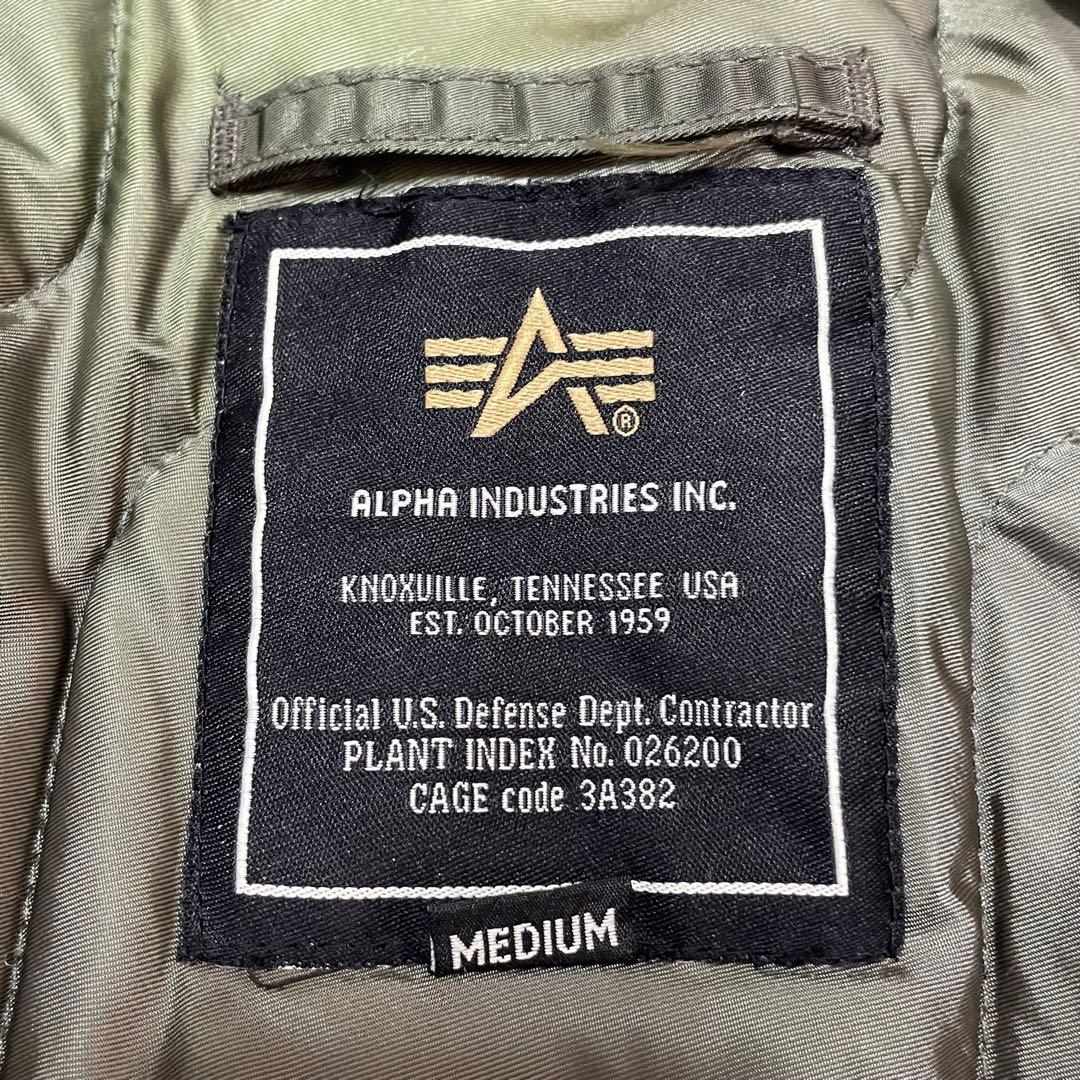 ®
ALPHA INDUSTRIES INC.
KNOXVILLE, TENNESSEE USA
EST. OCTOBER 1959
Official U.S. Defense Dept. Contractor
PLANT INDEX No. 026200
CAGE code 3A382
MEDIUM